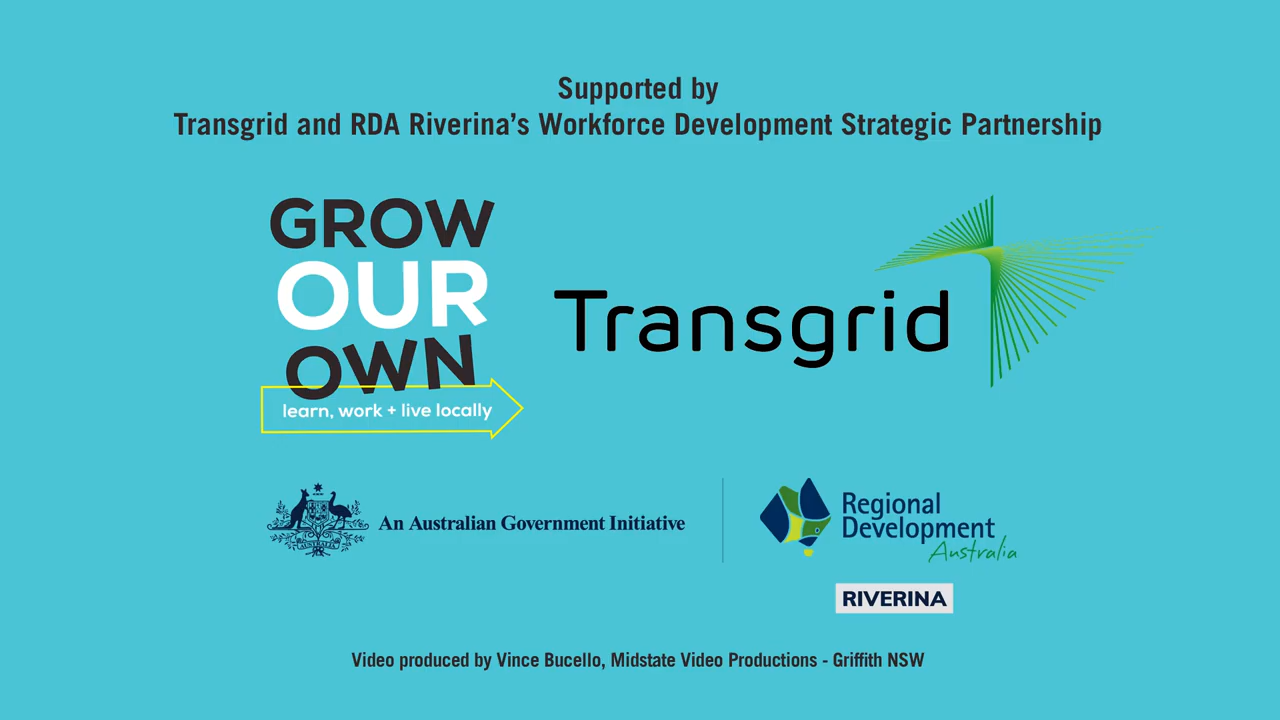 Supported by
Transgrid and RDA Riverina's Workforce Development Strategic Partnership
GROW
OUR
OWN
learn, work + live locally
Transgrid
AUSTRALIA
An Australian Government Initiative
Regional
Development
Australia
RIVERINA
Video produced by Vince Bucello, Midstate Video Productions - Griffith NSW